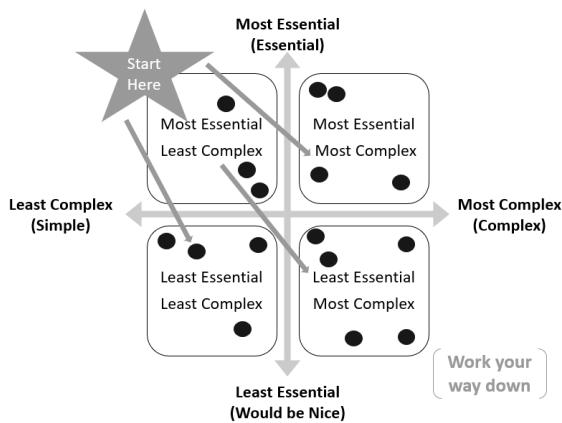 Most Essential
(Essential)
Start
Here
Most Essential
Least Complex
Most Essential
Most Complex
Least Complex
(Simple)
Most Complex
(Complex)
Least Essential
Least Complex
Least Essential
Most Complex
Work your
way down
Least Essential
(Would be Nice)